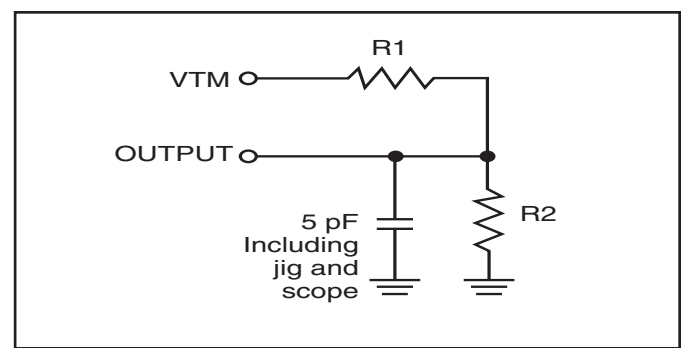 R1
VTM
OUTPUT
R2
5 pF
Including
jig and
scope